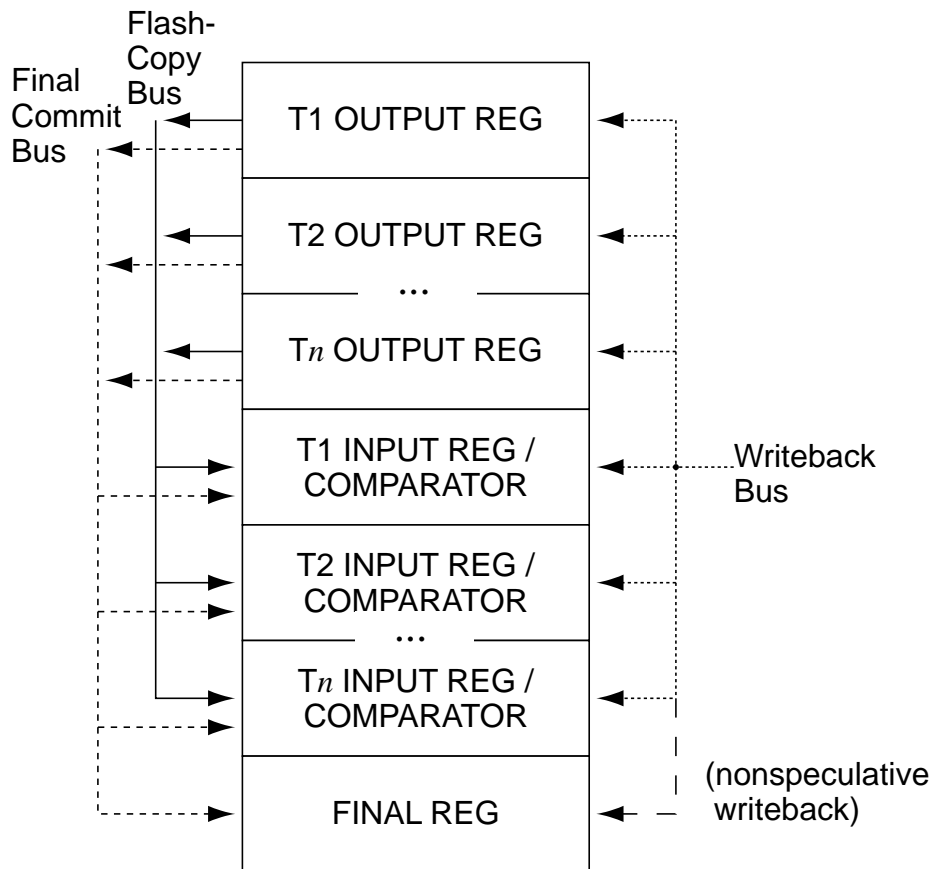 Flash-
Copy
Bus
Final
Commit
Bus
T1 OUTPUT REG
T2 OUTPUT REG
...
Tn OUTPUT REG
T1 INPUT REG /
COMPARATOR
Writeback
Bus
T2 INPUT REG /
COMPARATOR
...
Tn INPUT REG /
COMPARATOR
FINAL REG
(nonspeculative
writeback)